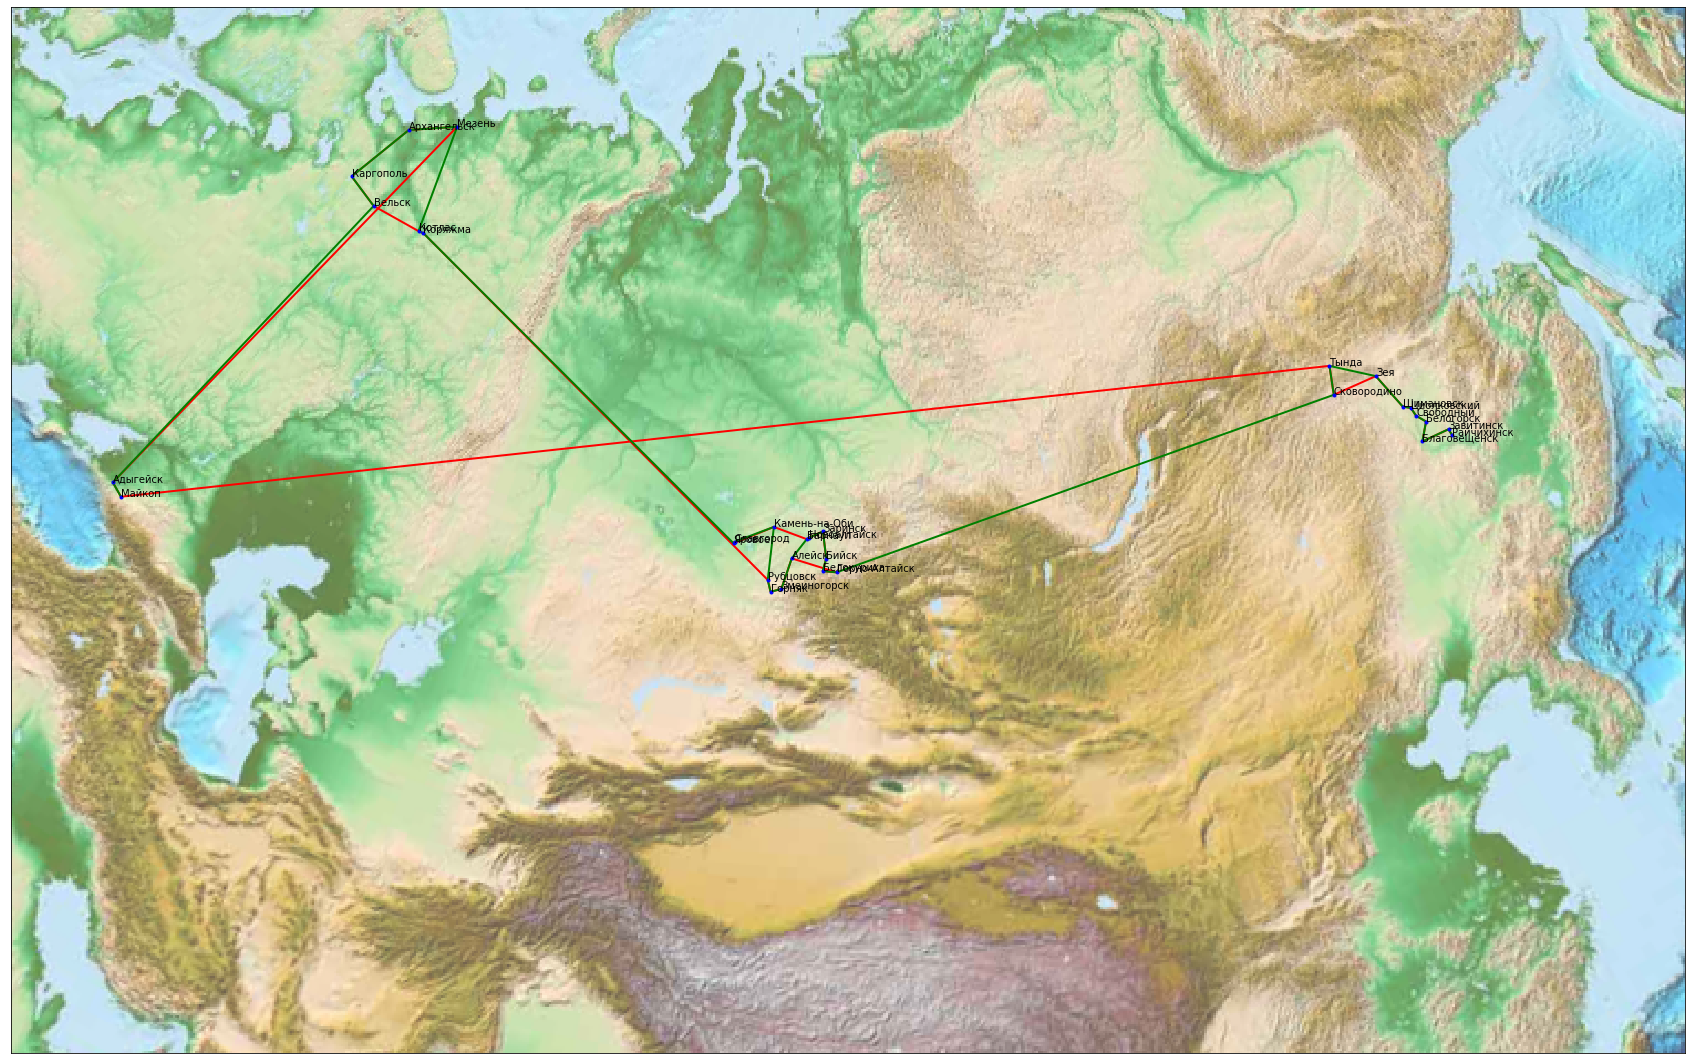 Мезень
Архангельск
Каргополь
Вельск
Котлас
Коряжма
Тында
Зея
Сковородино
Шимановск
Свободный
Белогорск
Завитинск
Райчихинск
Благовещенск
Адыгейск
Майкоп
Камень-на-Оби
Заринск
Новоалтайск
Барнаул
Славгород
Яровое
Алейск
Бийск
Белокуриха
Горно-Алтайск
Рубцовск
Змеиногорск
Горняк